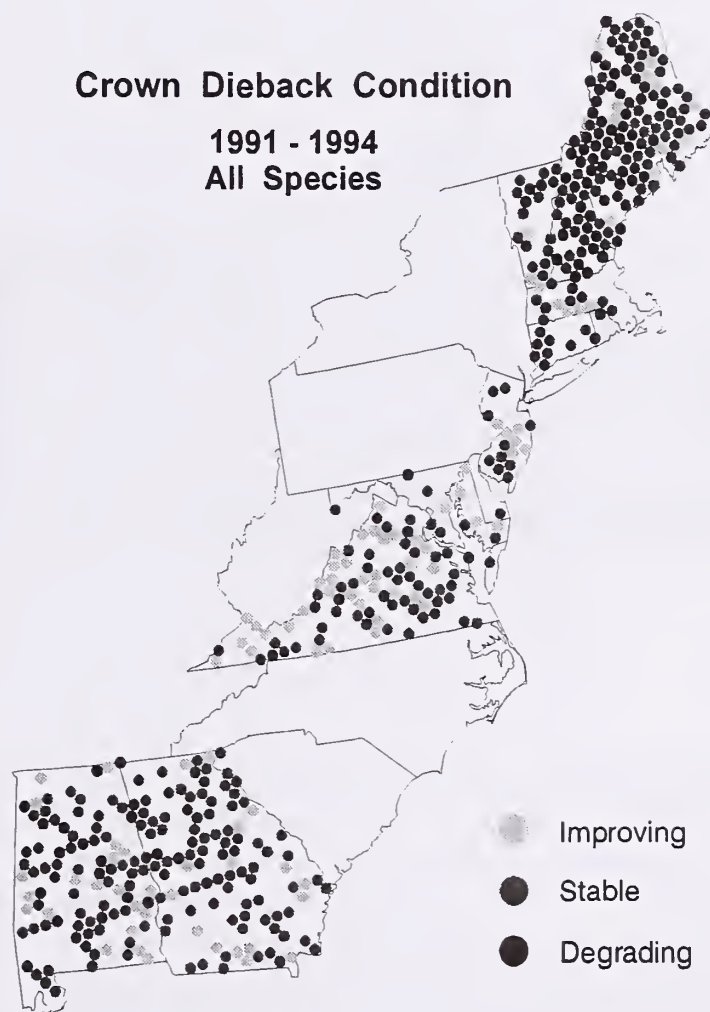 Crown Dieback Condition
1991 - 1994
All Species
Improving
Stable
Degrading